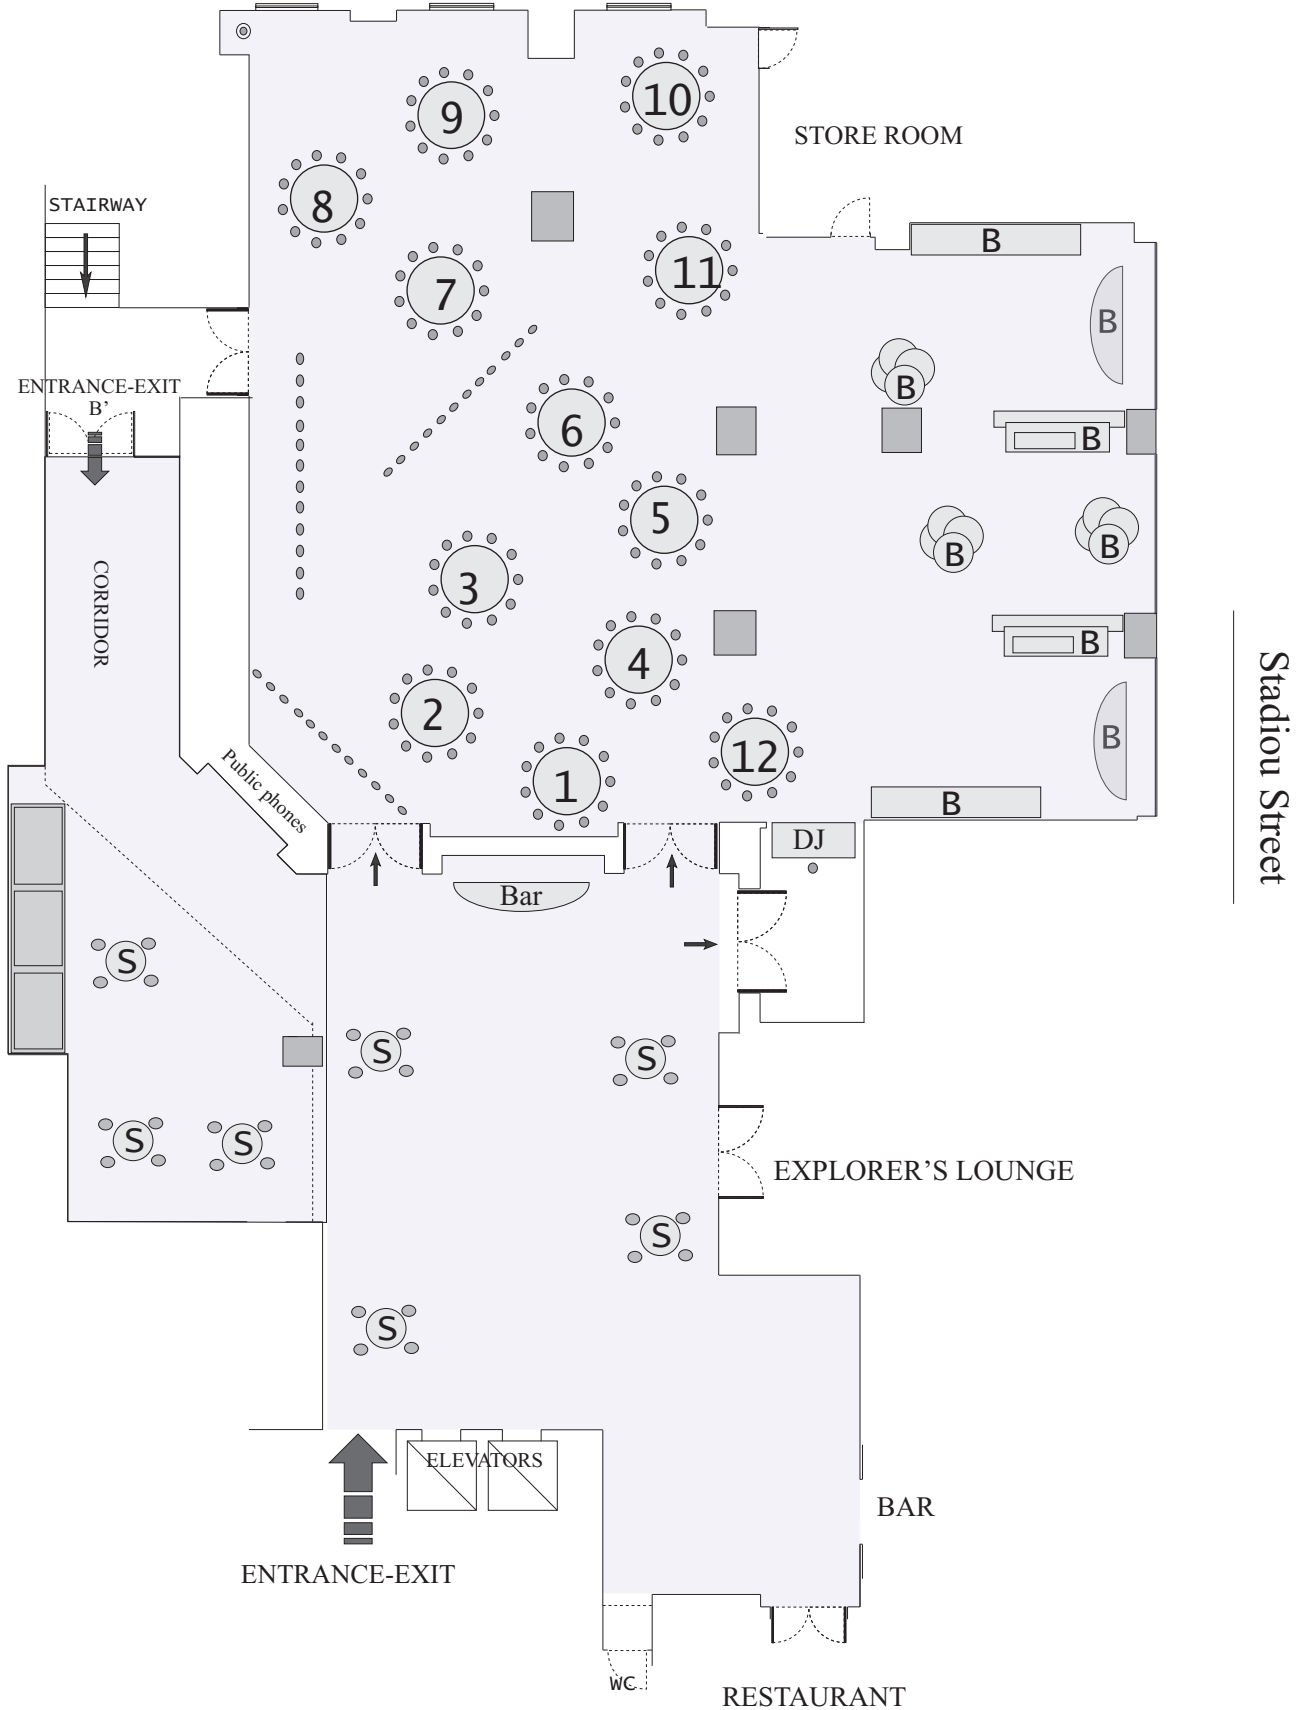 10
9
STORE ROOM
8
STAIRWAY
B
11
7
B
ENTRANCE-EXIT
B'
B
6
B
5
B
B
CORRIDOR
3
4
B
2
B
12
1
B
Public phones
DJ
Bar
Stadiou Street
S
S
S
S
S
EXPLORER'S LOUNGE
S
S
ELEVATORS
BAR
ENTRANCE-EXIT
WC
RESTAURANT